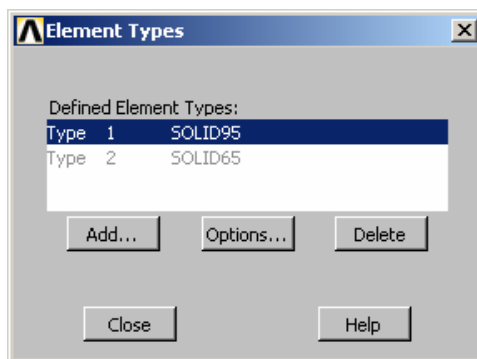 Element Types
Defined Element Types:
Type 1 SOLID95
Type 2 SOLID65
Add... Options... Delete
Close Help